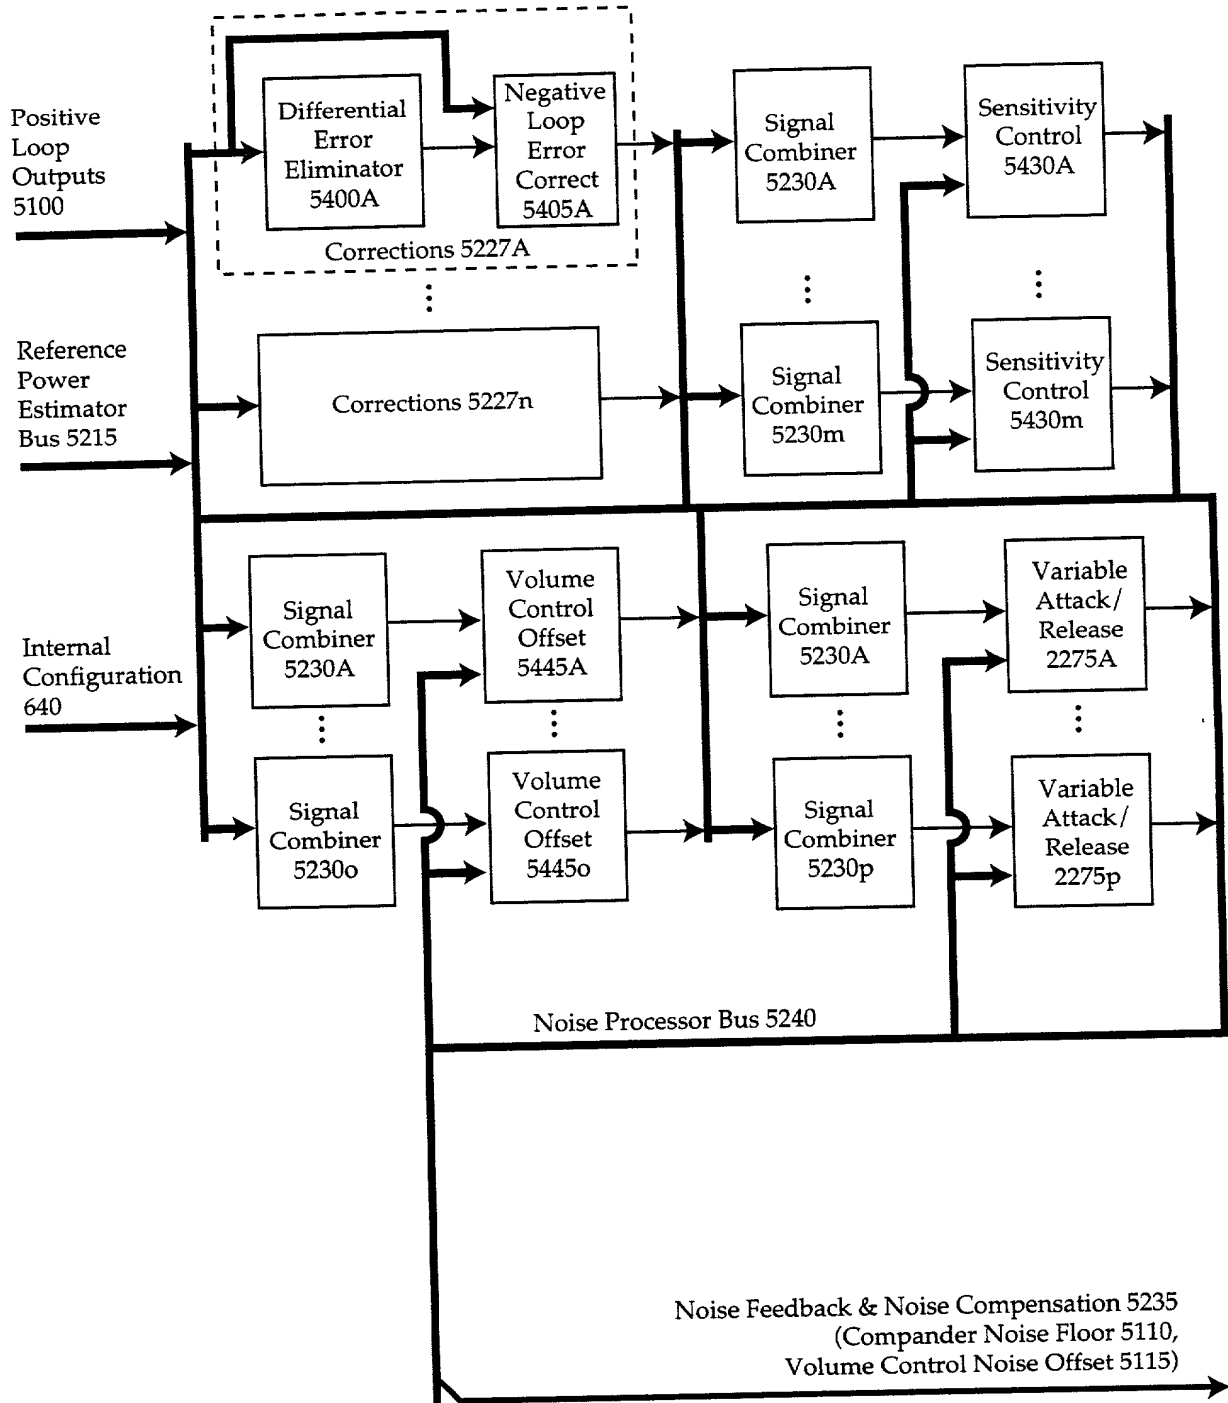 Positive
Loop
Outputs
5100
Differential
Error
Eliminator
5400A
Negative
Loop
Error
Correct
5405A
Corrections 5227A
Signal
Combiner
5230A
Sensitivity
Control
5430A
Reference
Power
Estimator
Bus 5215
Corrections 5227n
Signal
Combiner
5230m
Sensitivity
Control
5430m
Internal
Configuration
640
Signal
Combiner
5230A
Volume
Control
Offset
5445A
Signal
Combiner
5230A
Variable
Attack/
Release
2275A
Signal
Combiner
5230o
Volume
Control
Offset
5445o
Signal
Combiner
5230p
Variable
Attack/
Release
2275p
Noise Processor Bus 5240
Noise Feedback & Noise Compensation 5235
(Compander Noise Floor 5110,
Volume Control Noise Offset 5115)